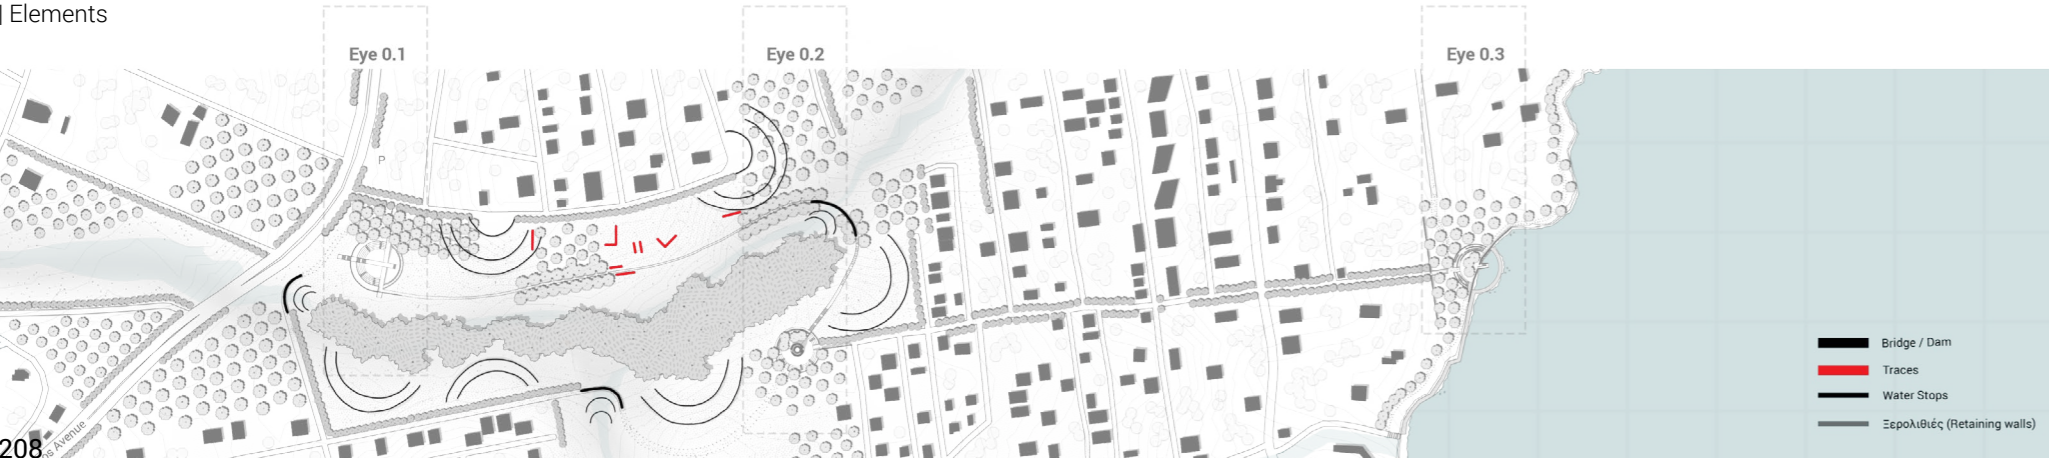 | Elements
Eye 0.1
Eye 0.2
Eye 0.3
P
Bridge / Dam
Traces
Water Stops
Ξερολιθιές (Retaining walls)
Avenue
208